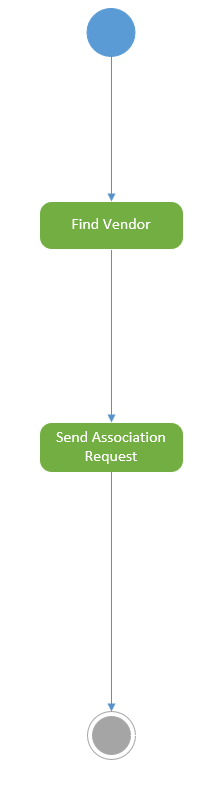 Find Vendor
Send Association
Request